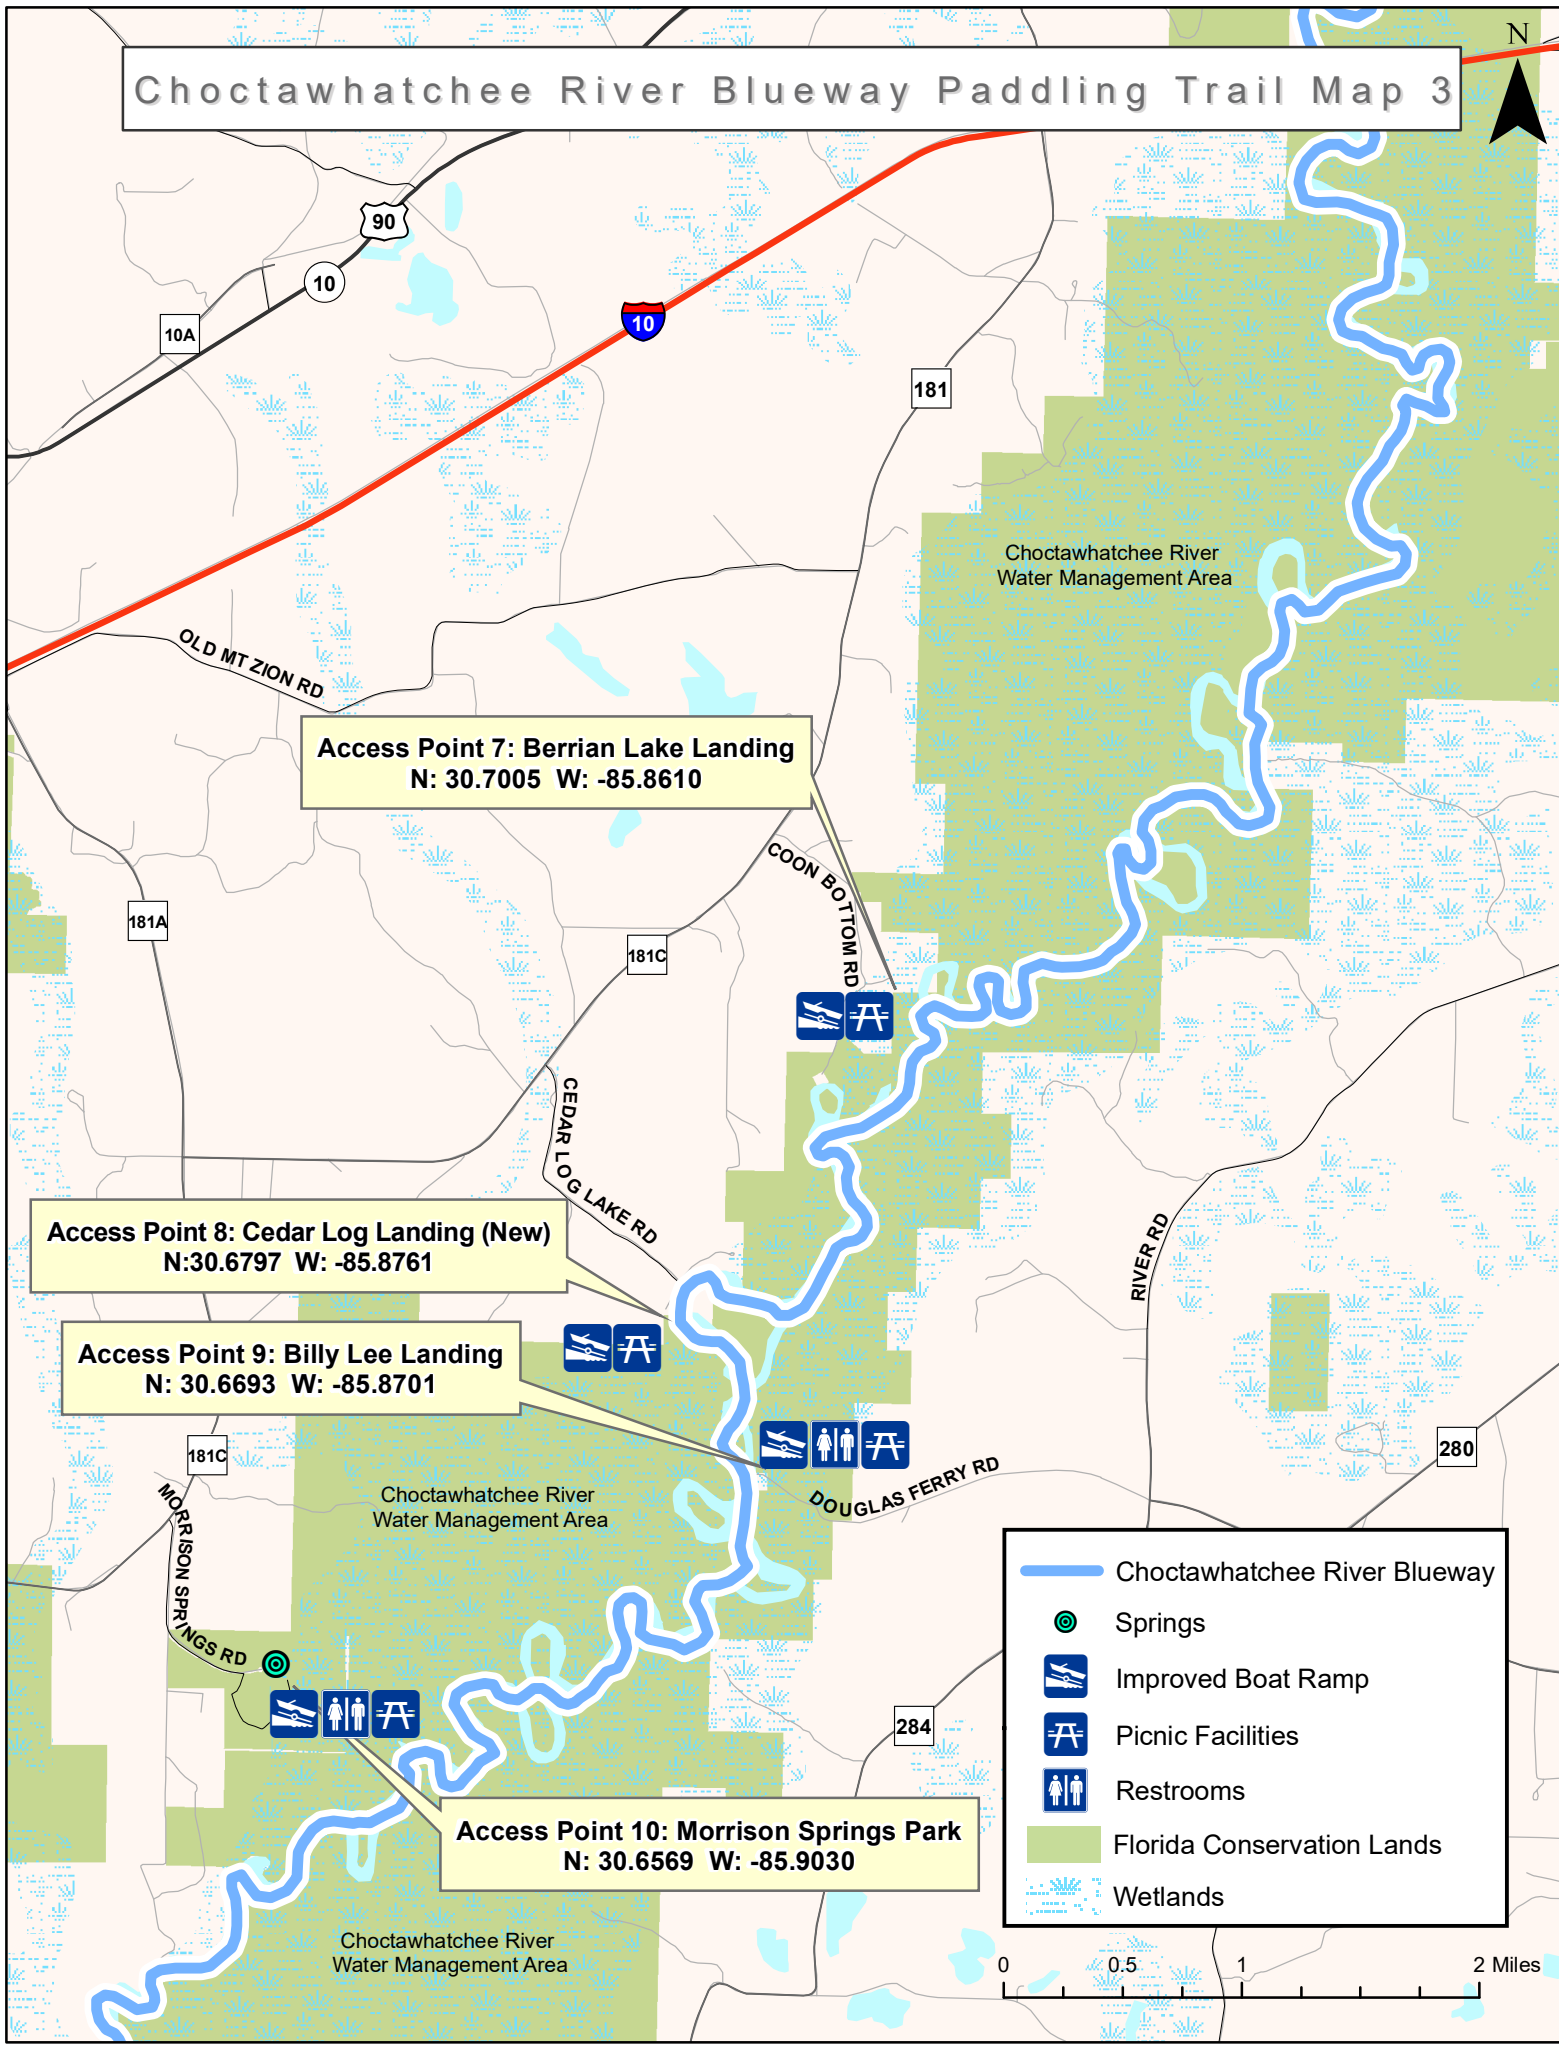 Choctawhatchee River Blueway Paddling Trail Map 3
N
90
10
10A
10
181
Choctawhatchee River
Water Management Area
OLD MT ZION RD
Access Point 7: Berrian Lake Landing
N: 30.7005 W: -85.8610
COON BOTTOM RD
181A
181C
CEDAR LOG LAKE RD
Access Point 8: Cedar Log Landing (New)
N:30.6797 W: -85.8761
RIVER RD
Access Point 9: Billy Lee Landing
N: 30.6693 W: -85.8701
181C
280
DOUGLAS FERRY RD
MORRISON SPRINGS RD
Choctawhatchee River
Water Management Area
284
Access Point 10: Morrison Springs Park
N: 30.6569 W: -85.9030
Choctawhatchee River
Water Management Area
Choctawhatchee River Blueway
Springs
Improved Boat Ramp
Picnic Facilities
Restrooms
Florida Conservation Lands
Wetlands
0 0.5 1 2 Miles